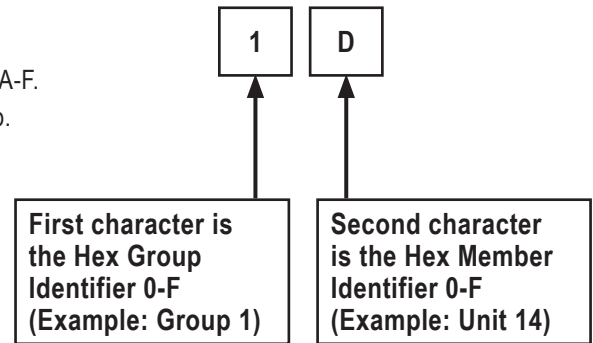 1 D
A-F.
o.
First character is
the Hex Group
Identifier 0-F
(Example: Group 1)
Second character
is the Hex Member
Identifier 0-F
(Example: Unit 14)